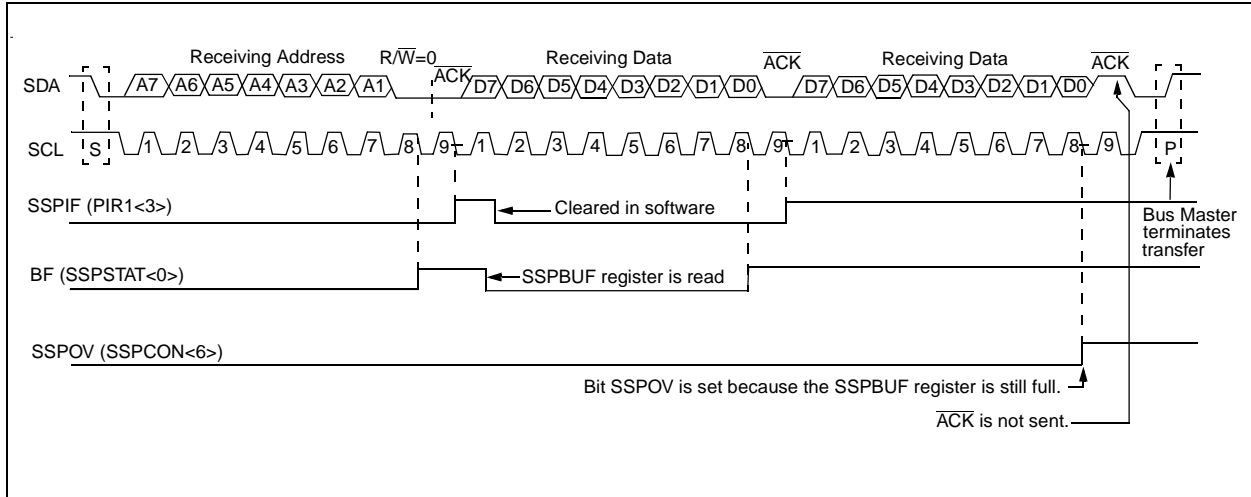 Receiving Address R/W̅=0 Receiving Data A̅C̅K̅ Receiving Data A̅C̅K̅
A̅C̅K̅
SDA A7 A6 A5 A4 A3 A2 A1 D7 D6 D5 D4 D3 D2 D1 D0 D7 D6 D5 D4 D3 D2 D1 D0
SCL S 1 2 3 4 5 6 7 8 9 1 2 3 4 5 6 7 8 9 1 2 3 4 5 6 7 8 9 P
SSPIF (PIR1<3>)
Cleared in software
Bus Master
terminates
transfer
BF (SSPSTAT<0>)
SSPBUF register is read
SSPOV (SSPCON<6>)
Bit SSPOV is set because the SSPBUF register is still full.
A̅C̅K̅ is not sent.